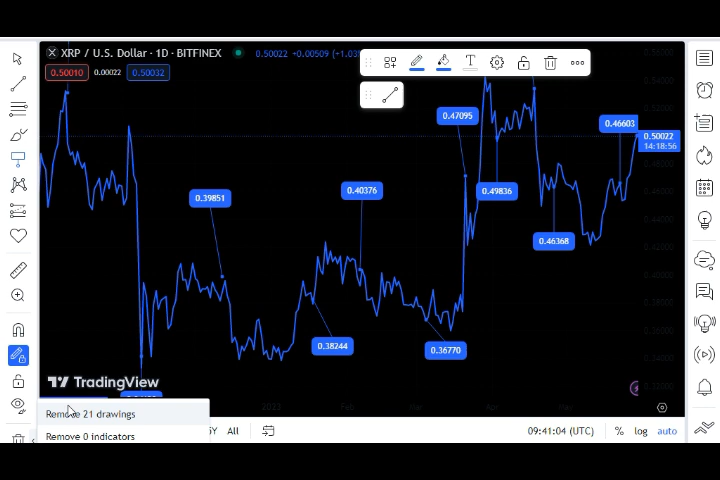 XRP / U.S. Dollar · 1D · BITFINEX
0.50022 +0.00509
0.50010 0.00022 0.50032
T
0.47095
0.46603
0.50022
14:18:56
0.49836
0.39851
0.40376
0.46368
0.38244
0.36770
TradingView
Remove 21 drawings
Remove 0 indicators
All
09:41:04 (UTC)
%
log
auto